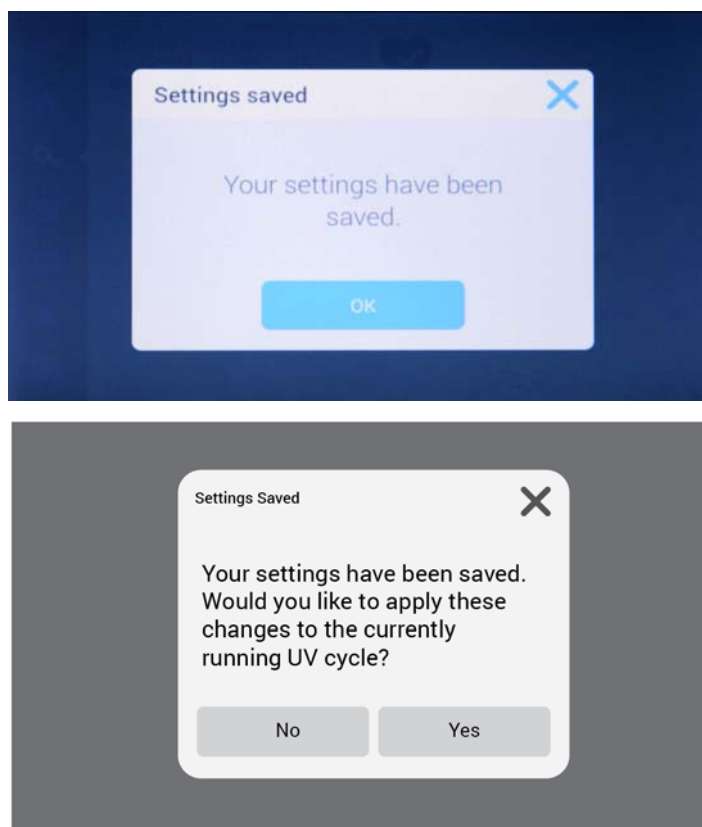 Settings saved
Your settings have been
saved.
OK
Settings Saved
Your settings have been saved.
Would you like to apply these
changes to the currently
running UV cycle?
No
Yes